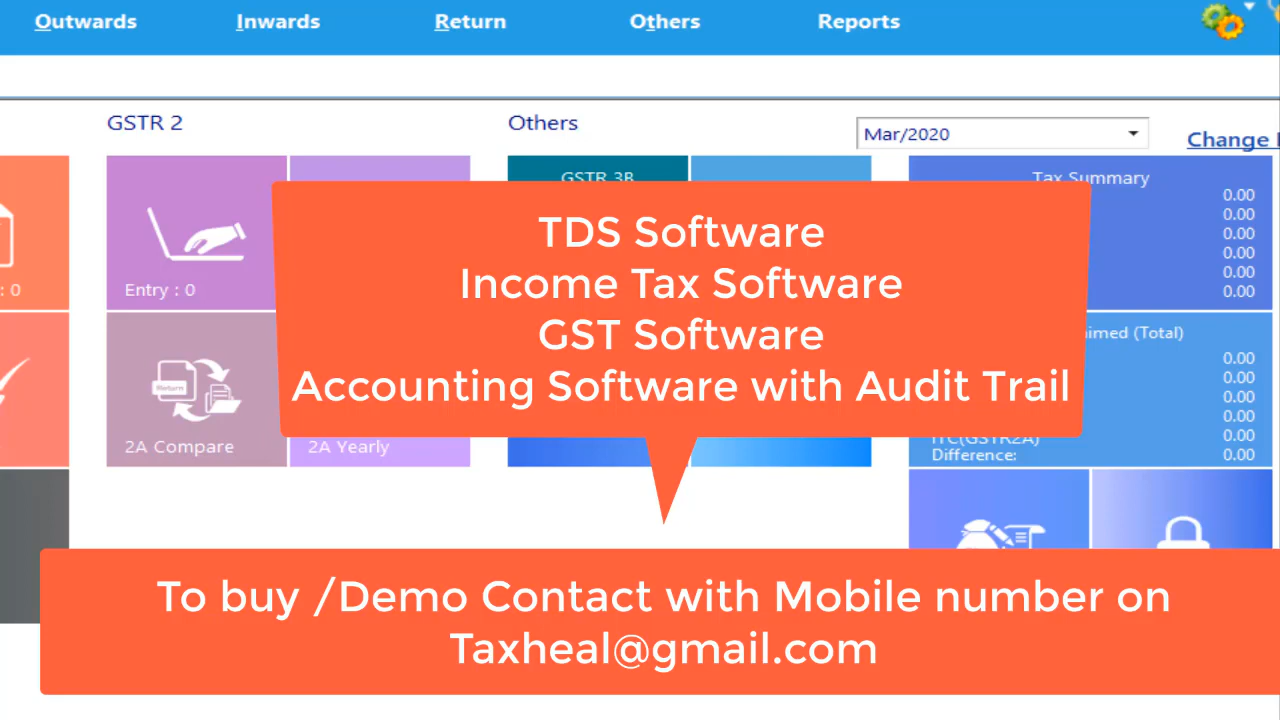 Outwards Inwards Return Others Reports
GSTR 2 Others Mar/2020 Change
GSTR 3B Tax Summary
0.00
0.00
0.00
0.00
0.00
0.00
: 0 Entry : 0
TDS Software
Income Tax Software
GST Software
Accounting Software with Audit Trail
(Total)
0.00
0.00
0.00
0.00
ITC(GSTR2A) 0.00
2A Compare 2A Yearly Difference: 0.00
Return
To buy /Demo Contact with Mobile number on
Taxheal@gmail.com